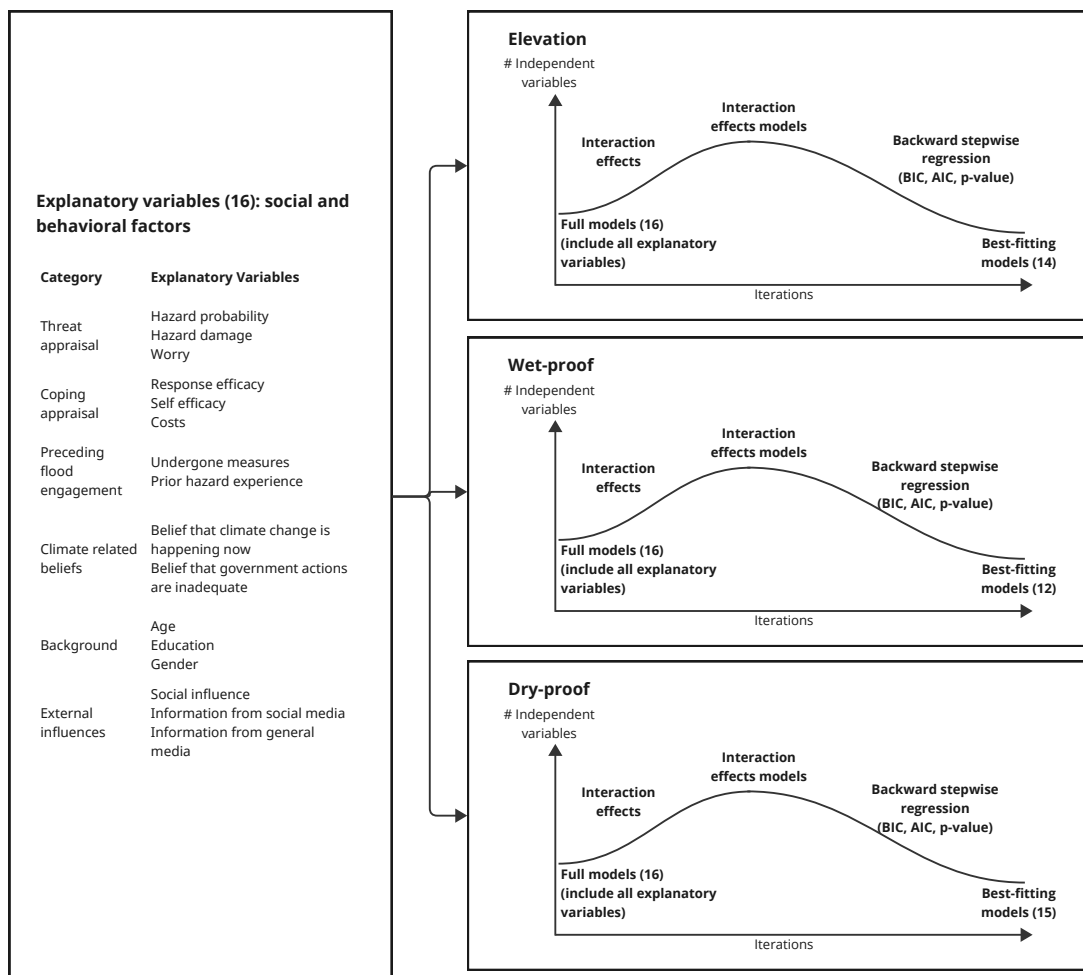 Explanatory variables (16): social and
behavioral factors
Category
Explanatory Variables
Threat
appraisal
Hazard probability
Hazard damage
Worry
Coping
appraisal
Response efficacy
Self efficacy
Costs
Preceding
flood
engagement
Undergone measures
Prior hazard experience
Climate related
beliefs
Belief that climate change is
happening now
Belief that government actions
are inadequate
Background
Age
Education
Gender
External
influences
Social influence
Information from social media
Information from general
media
Elevation
# Independent
variables
Interaction
effects
Interaction
effects models
Backward stepwise
regression
(BIC, AIC, p-value)
Full models (16)
(include all explanatory
variables)
Best-fitting
models (14)
Iterations
Wet-proof
# Independent
variables
Interaction
effects
Interaction
effects models
Backward stepwise
regression
(BIC, AIC, p-value)
Full models (16)
(include all explanatory
variables)
Best-fitting
models (12)
Iterations
Dry-proof
# Independent
variables
Interaction
effects
Interaction
effects models
Backward stepwise
regression
(BIC, AIC, p-value)
Full models (16)
(include all explanatory
variables)
Best-fitting
models (15)
Iterations